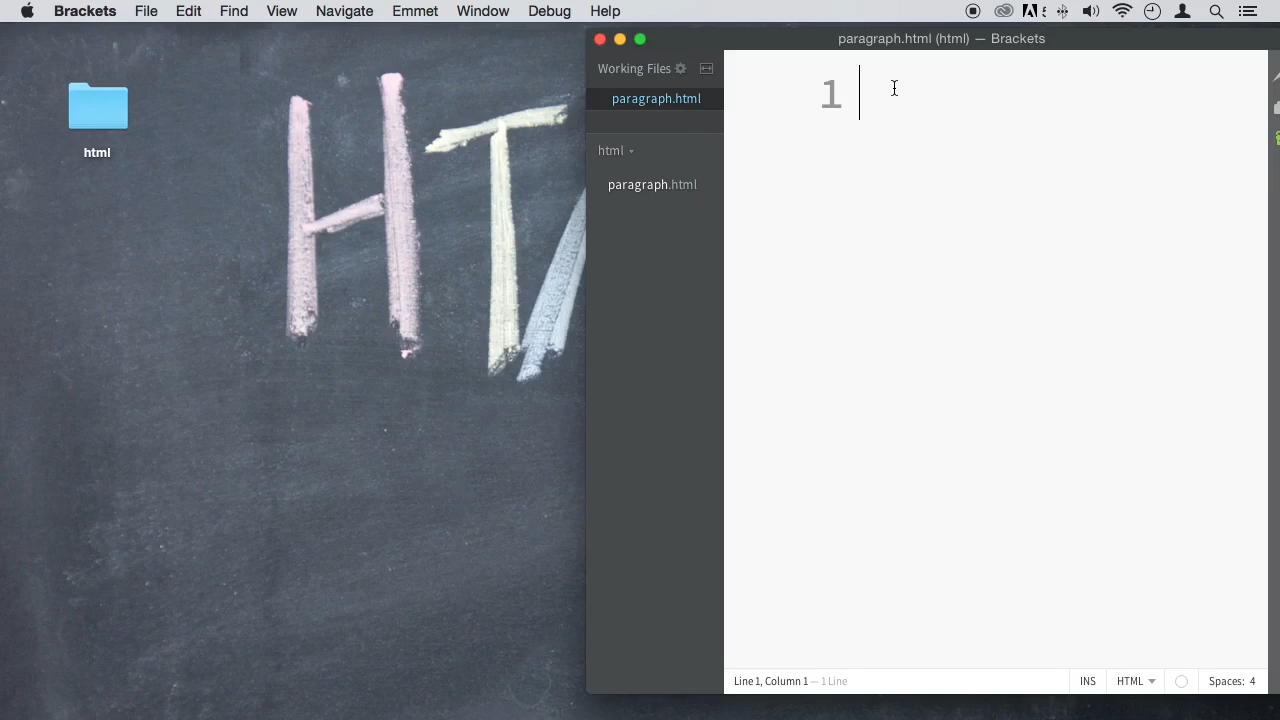 Brackets File Edit Find View Navigate Emmet Window Debug Help
paragraph.html (html) — Brackets
Working Files
paragraph.html
html
paragraph.html
1
html
HT
Line 1, Column 1 — 1 Line
INS
HTML
Spaces: 4